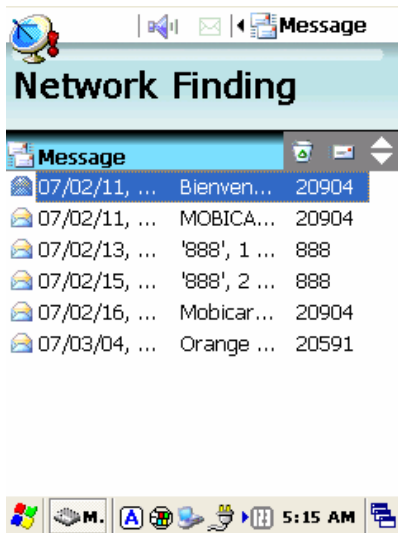 Message
Network Finding
Message
07/02/11, ... Bienven... 20904
07/02/11, ... MOBICA... 20904
07/02/13, ... '888', 1 ... 888
07/02/15, ... '888', 2 ... 888
07/02/16, ... Mobicar... 20904
07/03/04, ... Orange ... 20591
M. A 5:15 AM